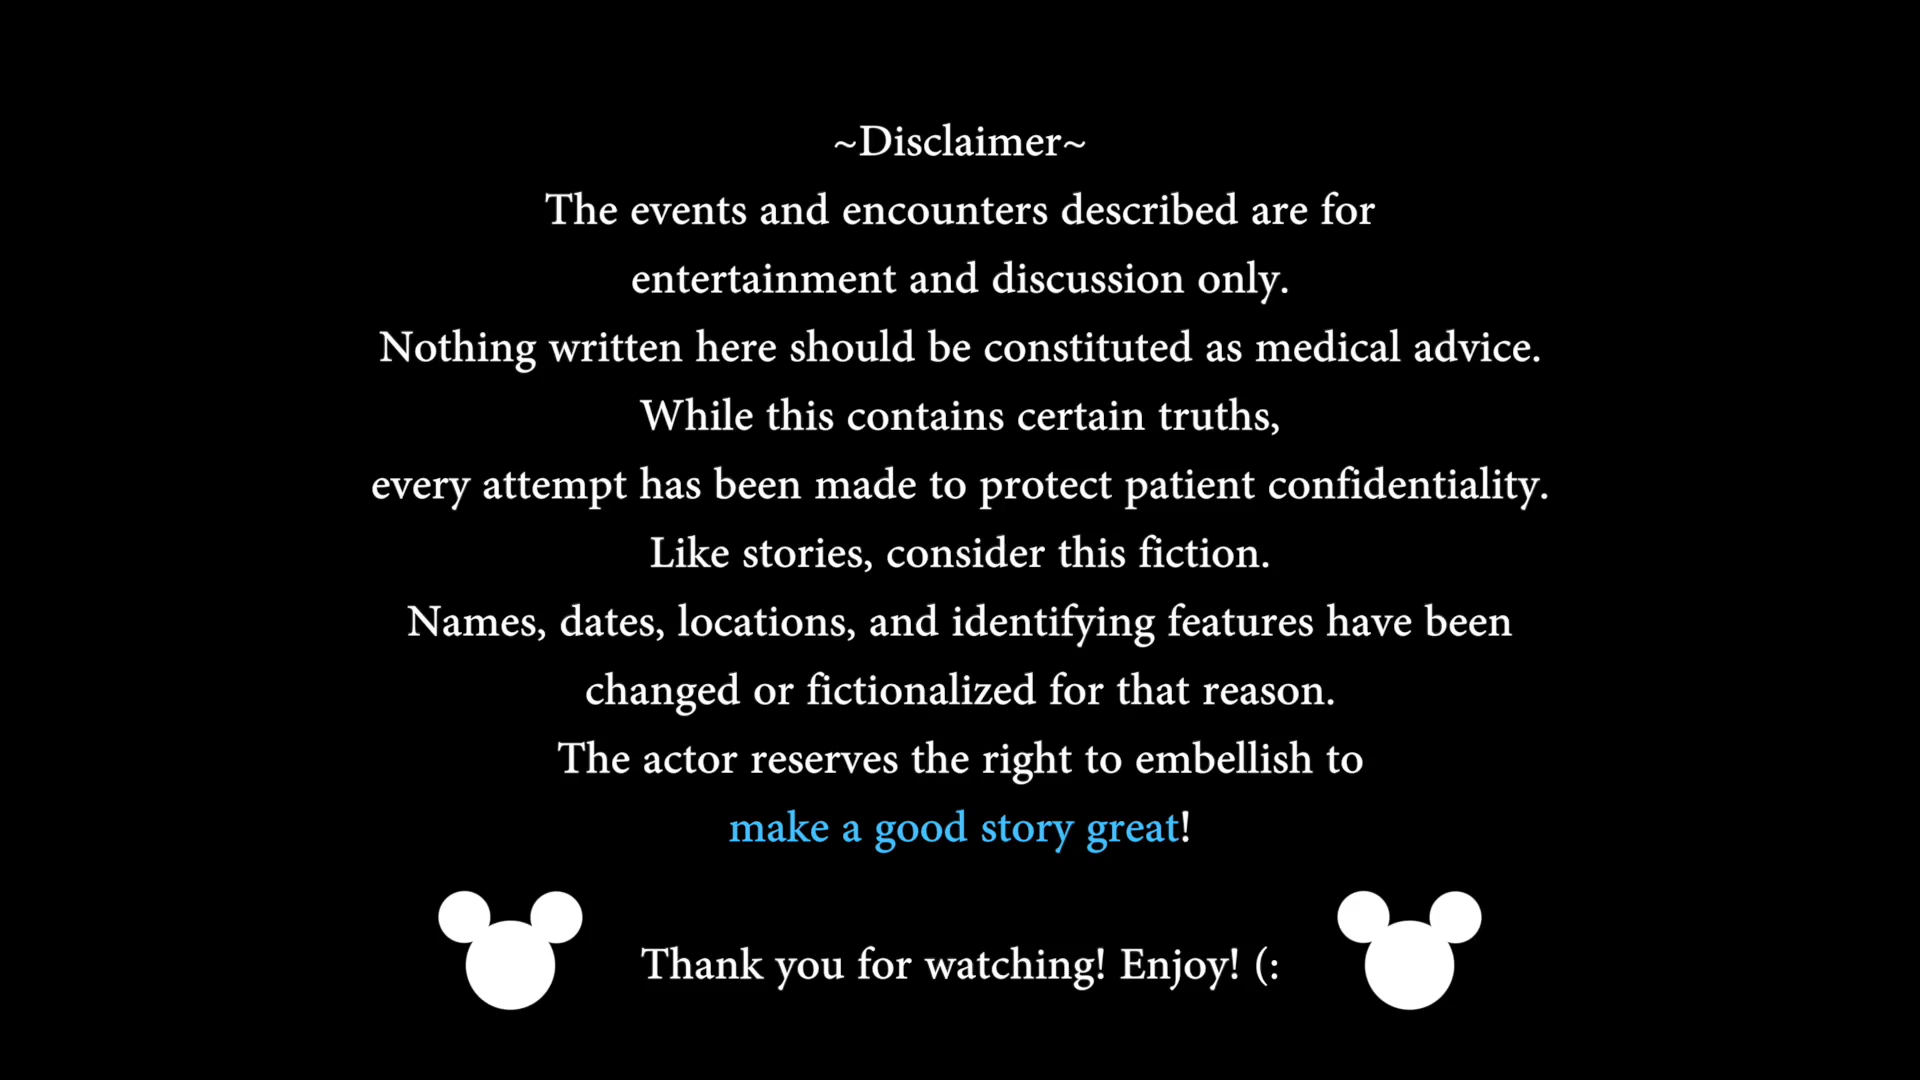 ~Disclaimer~
The events and encounters described are for
entertainment and discussion only.
Nothing written here should be constituted as medical advice.
While this contains certain truths,
every attempt has been made to protect patient confidentiality.
Like stories, consider this fiction.
Names, dates, locations, and identifying features have been
changed or fictionalized for that reason.
The actor reserves the right to embellish to
make a good story great!
Thank you for watching! Enjoy! (: